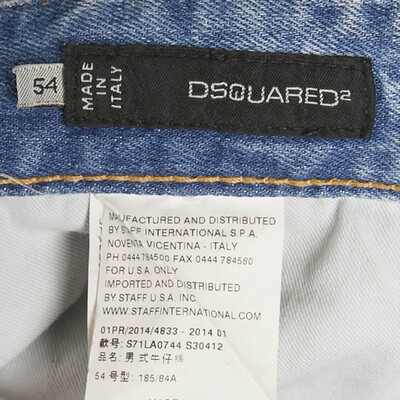 54
MADE
IN
ITALY
DSQUARED2
MANUFACTURED AND DISTRIBUTED
BY STAFF INTERNATIONAL S.P.A.
NOVENTA VICENTINA - ITALY
PH 0444 784500 FAX 0444 784580
FOR U.S.A. ONLY
IMPORTED AND DISTRIBUTED
BY STAFF U.S.A. INC.
WWW.STAFFINTERNATIONAL.COM
01PR/2014/4833 - 2014 01
款号: S71LA0744 S30412
品名: 男式牛仔裤
54 号型: 185/84A